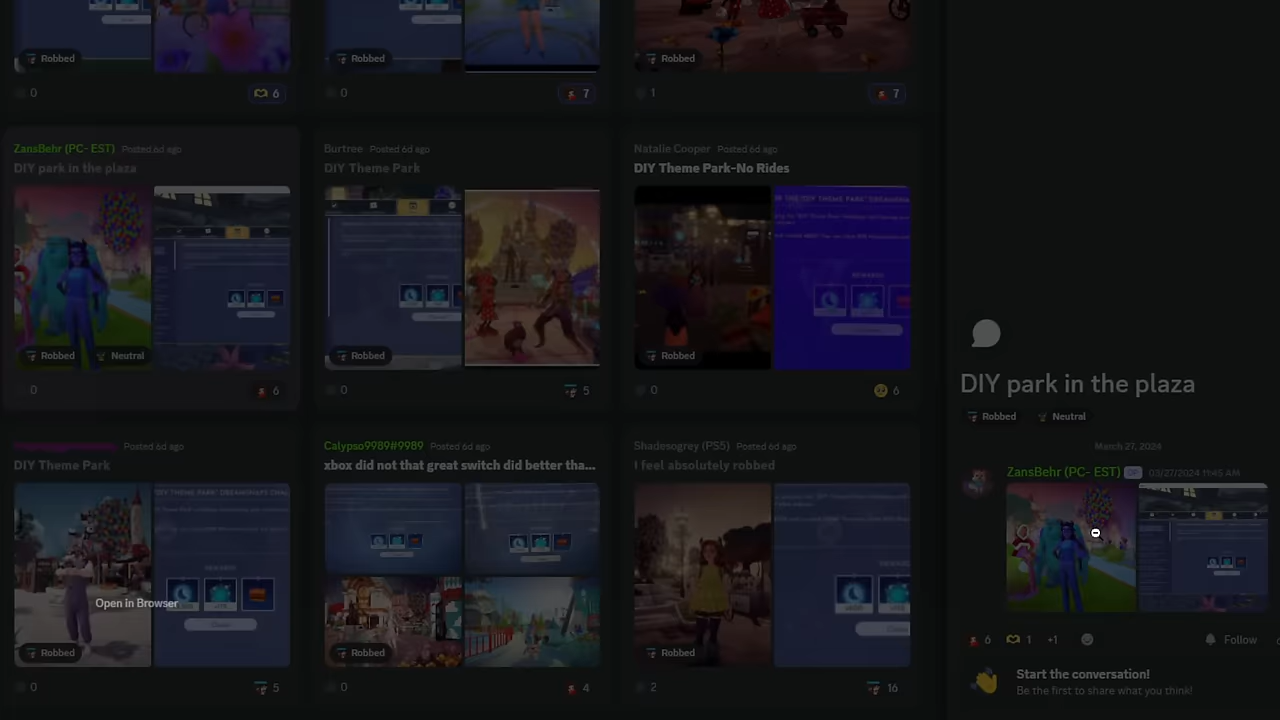 Robbed
Robbed
Robbed
0
6
0
7
1
7
ZansBehr (PC- EST) Posted 6d ago
DIY park in the plaza
Robbed Neutral
0
6
Burtree Posted 6d ago
DIY Theme Park
Robbed
0
5
Natalie Cooper Posted 6d ago
DIY Theme Park-No Rides
Robbed
0
6
Posted 6d ago
DIY Theme Park
REWARDS
Open in Browser
Robbed
0
5
Calypso9989#9989 Posted 6d ago
xbox did not that great switch did better tha...
Robbed
0
4
Shadesogrey (PS5) Posted 6d ago
I feel absolutely robbed
Robbed
2
16
DIY park in the plaza
Robbed Neutral
March 27, 2024
ZansBehr (PC- EST) OP 03/27/2024 11:45 AM
6 1 +1 Follow
Start the conversation!
Be the first to share what you think!